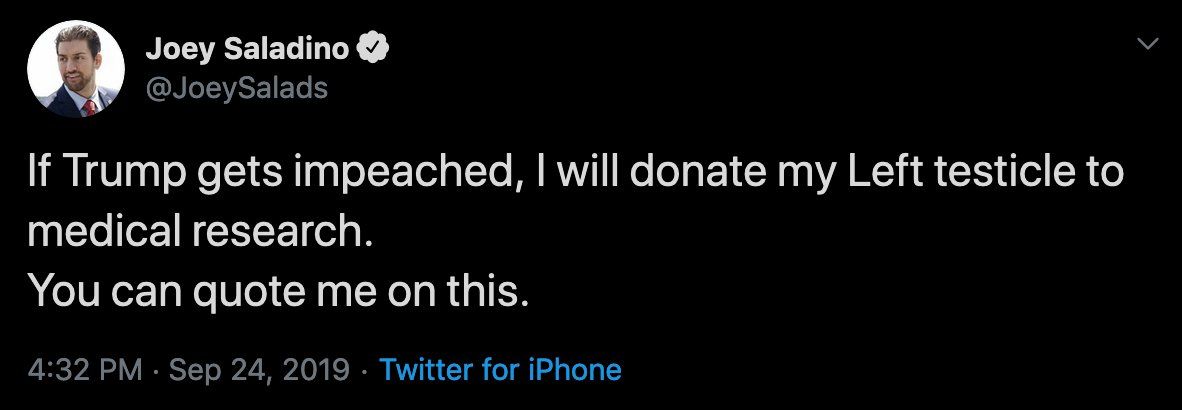 Joey Saladino
@JoeySalads
If Trump gets impeached, I will donate my Left testicle to
medical research.
You can quote me on this.
4:32 PM · Sep 24, 2019 · Twitter for iPhone